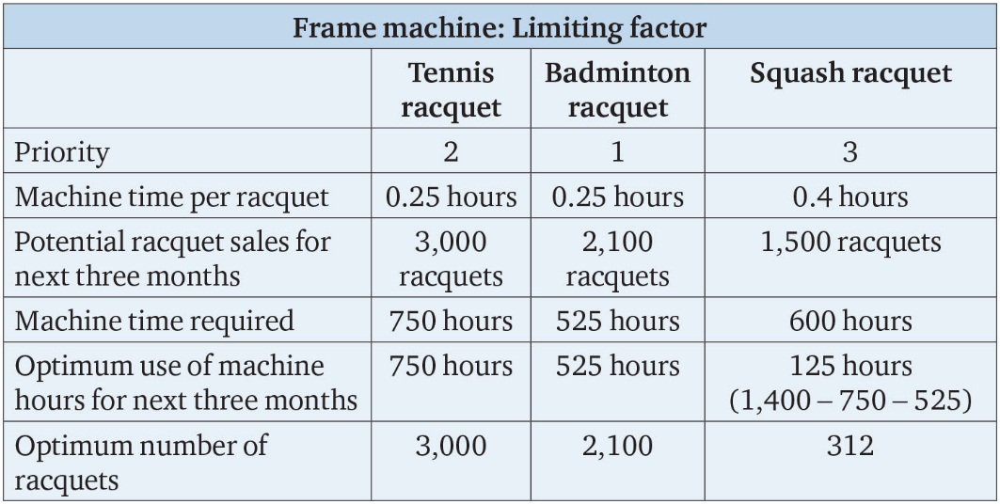 Frame machine: Limiting factor
Tennis racquet Badminton racquet Squash racquet
Priority 2 1 3
Machine time per racquet 0.25 hours 0.25 hours 0.4 hours
Potential racquet sales for next three months 3,000 racquets 2,100 racquets 1,500 racquets
Machine time required 750 hours 525 hours 600 hours
Optimum use of machine hours for next three months 750 hours 525 hours 125 hours (1,400 – 750 – 525)
Optimum number of racquets 3,000 2,100 312